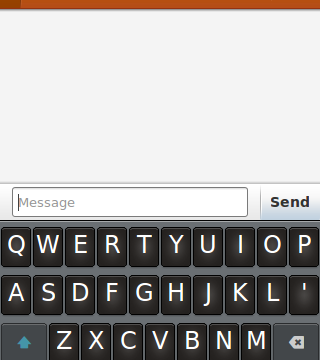 Message Send
Q W E R T Y U I O P
A S D F G H J K L '
Z X C V B N M